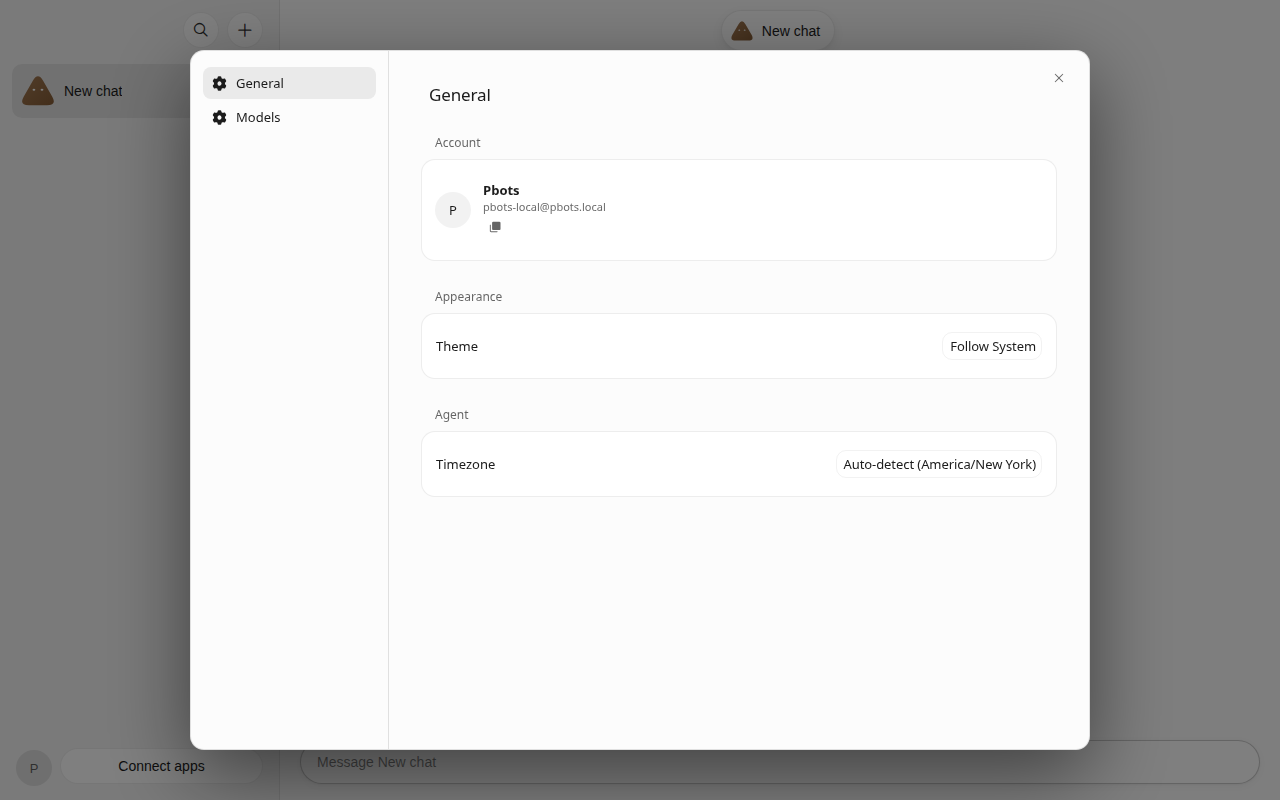 New chat
New chat
General
Models
General
Account
P
Pbots
pbots-local@pbots.local
Appearance
Theme
Follow System
Agent
Timezone
Auto-detect (America/New York)
P
Connect apps
Message New chat